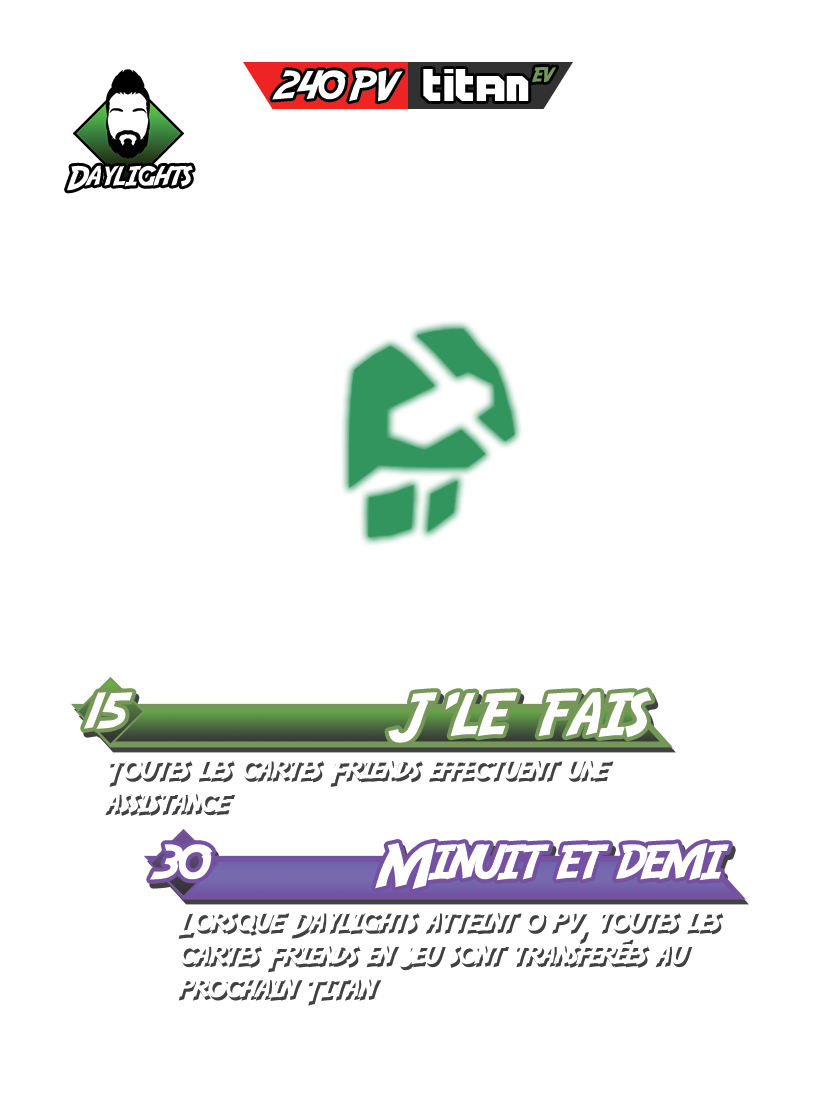 240 PV titan EV
DAYLIGHTS
15 J'LE FAIS
TOUTES LES CARTES FRIENDS EFFECTUENT UNE
ASSISTANCE
30 MINUIT ET DEMI
LORSQUE DAYLIGHTS ATTEINT 0 PV, TOUTES LES
CARTES FRIENDS EN JEU SONT TRANSFERÉES AU
PROCHAIN TITAN